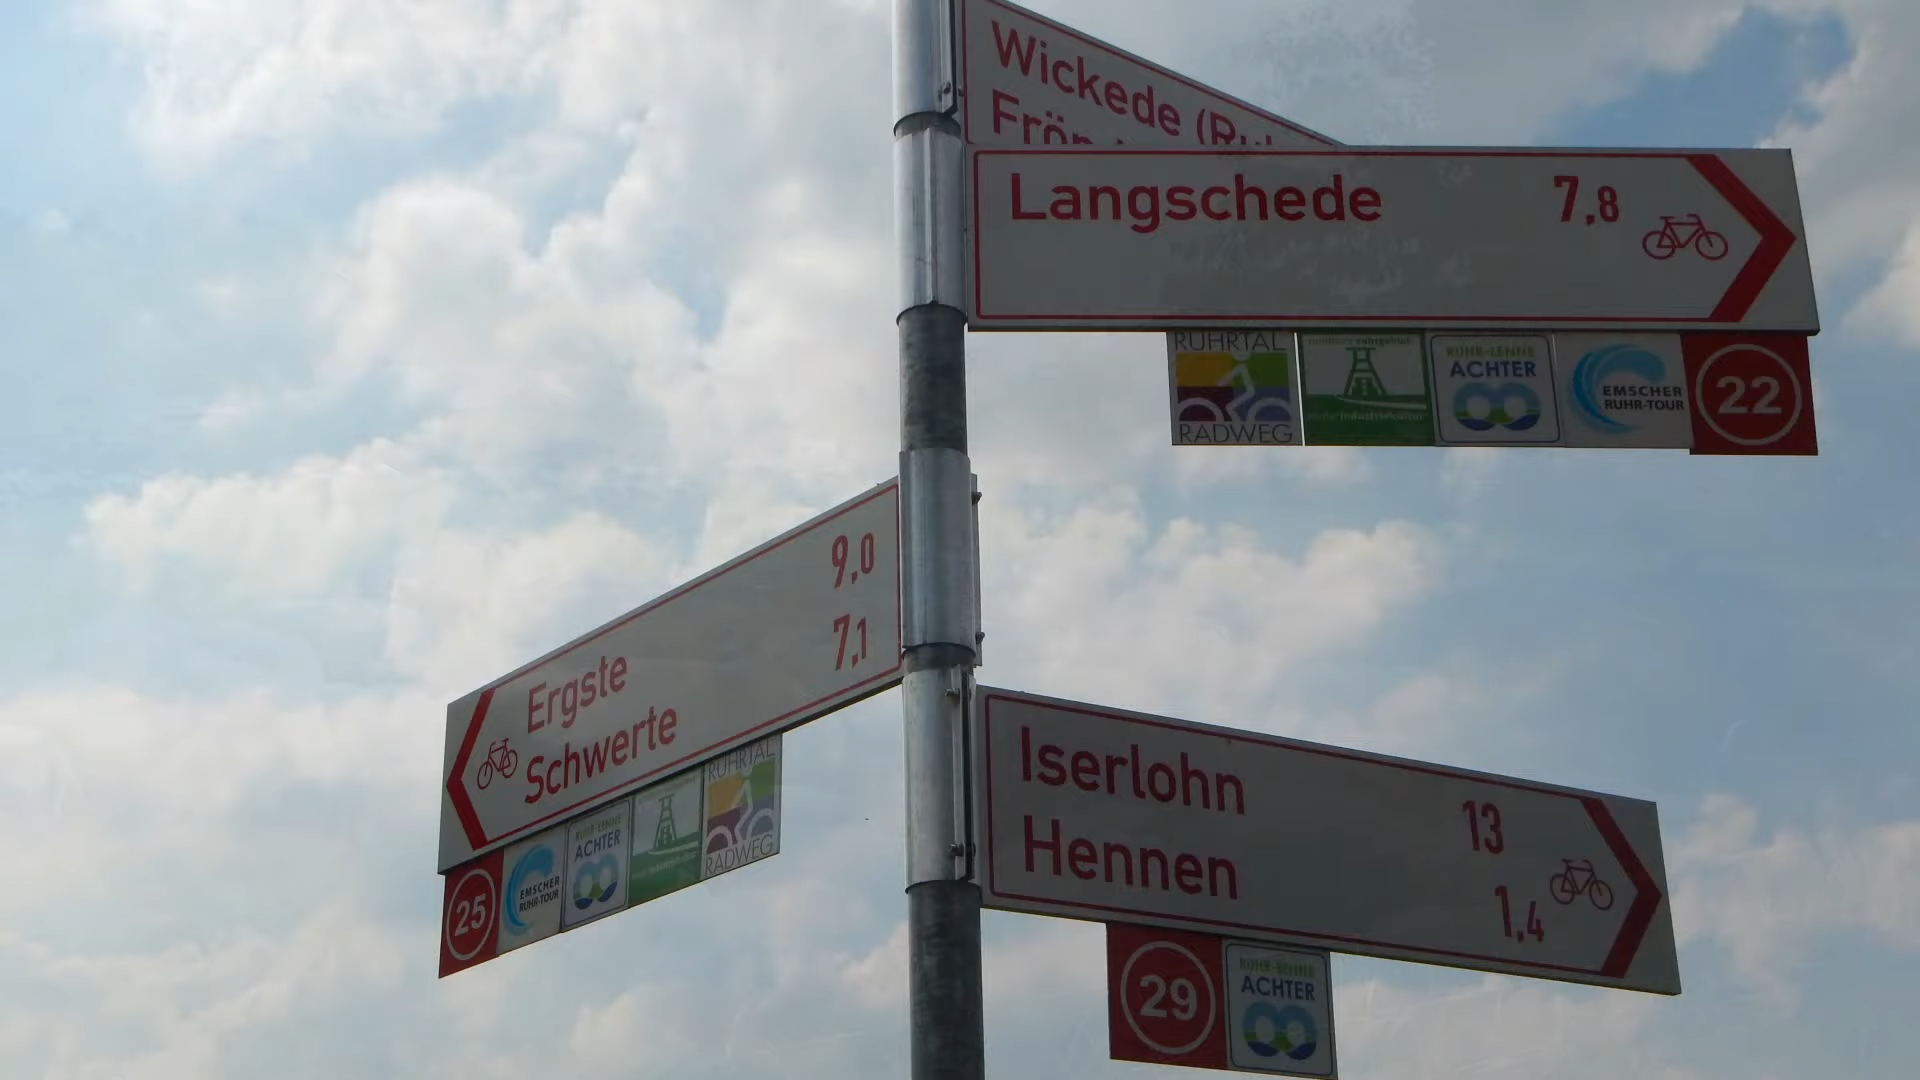 Wickede
Langschede 7,8
RUHRTAL
RADWEG
RUHR-LENNE
ACHTER
EMSCHER
RUHR-TOUR
22
Ergste 9,0
Schwerte 7,1
25
EMSCHER
RUHR-TOUR
RUHR-LENNE
ACHTER
RUHRTAL
RADWEG
Iserlohn 13
Hennen 1,4
29
RUHR-LENNE
ACHTER